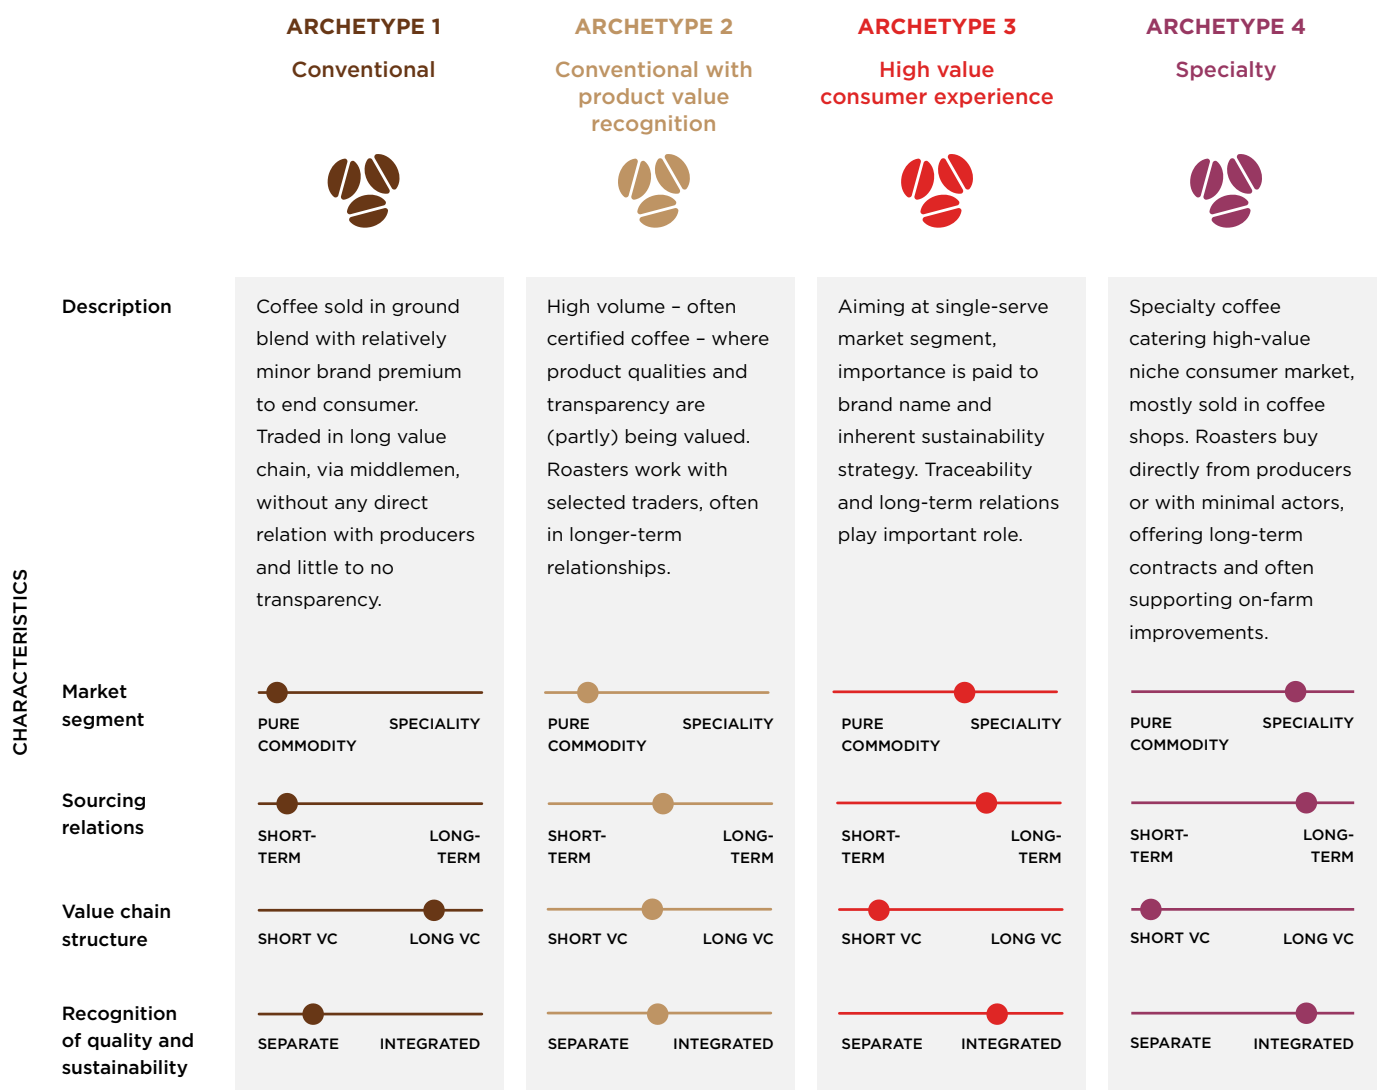 ARCHETYPE 1
Conventional
ARCHETYPE 2
Conventional with
product value
recognition
ARCHETYPE 3
High value
consumer experience
ARCHETYPE 4
Specialty
CHARACTERISTICS
Description
Coffee sold in ground
blend with relatively
minor brand premium
to end consumer.
Traded in long value
chain, via middlemen,
without any direct
relation with producers
and little to no
transparency.
High volume – often
certified coffee – where
product qualities and
transparency are
(partly) being valued.
Roasters work with
selected traders, often
in longer-term
relationships.
Aiming at single-serve
market segment,
importance is paid to
brand name and
inherent sustainability
strategy. Traceability
and long-term relations
play important role.
Specialty coffee
catering high-value
niche consumer market,
mostly sold in coffee
shops. Roasters buy
directly from producers
or with minimal actors,
offering long-term
contracts and often
supporting on-farm
improvements.
Market
segment
PURE
COMMODITY
SPECIALITY
PURE
COMMODITY
SPECIALITY
PURE
COMMODITY
SPECIALITY
PURE
COMMODITY
SPECIALITY
Sourcing
relations
SHORT-
TERM
LONG-
TERM
SHORT-
TERM
LONG-
TERM
SHORT-
TERM
LONG-
TERM
SHORT-
TERM
LONG-
TERM
Value chain
structure
SHORT VC
LONG VC
SHORT VC
LONG VC
SHORT VC
LONG VC
SHORT VC
LONG VC
Recognition
of quality and
sustainability
SEPARATE
INTEGRATED
SEPARATE
INTEGRATED
SEPARATE
INTEGRATED
SEPARATE
INTEGRATED